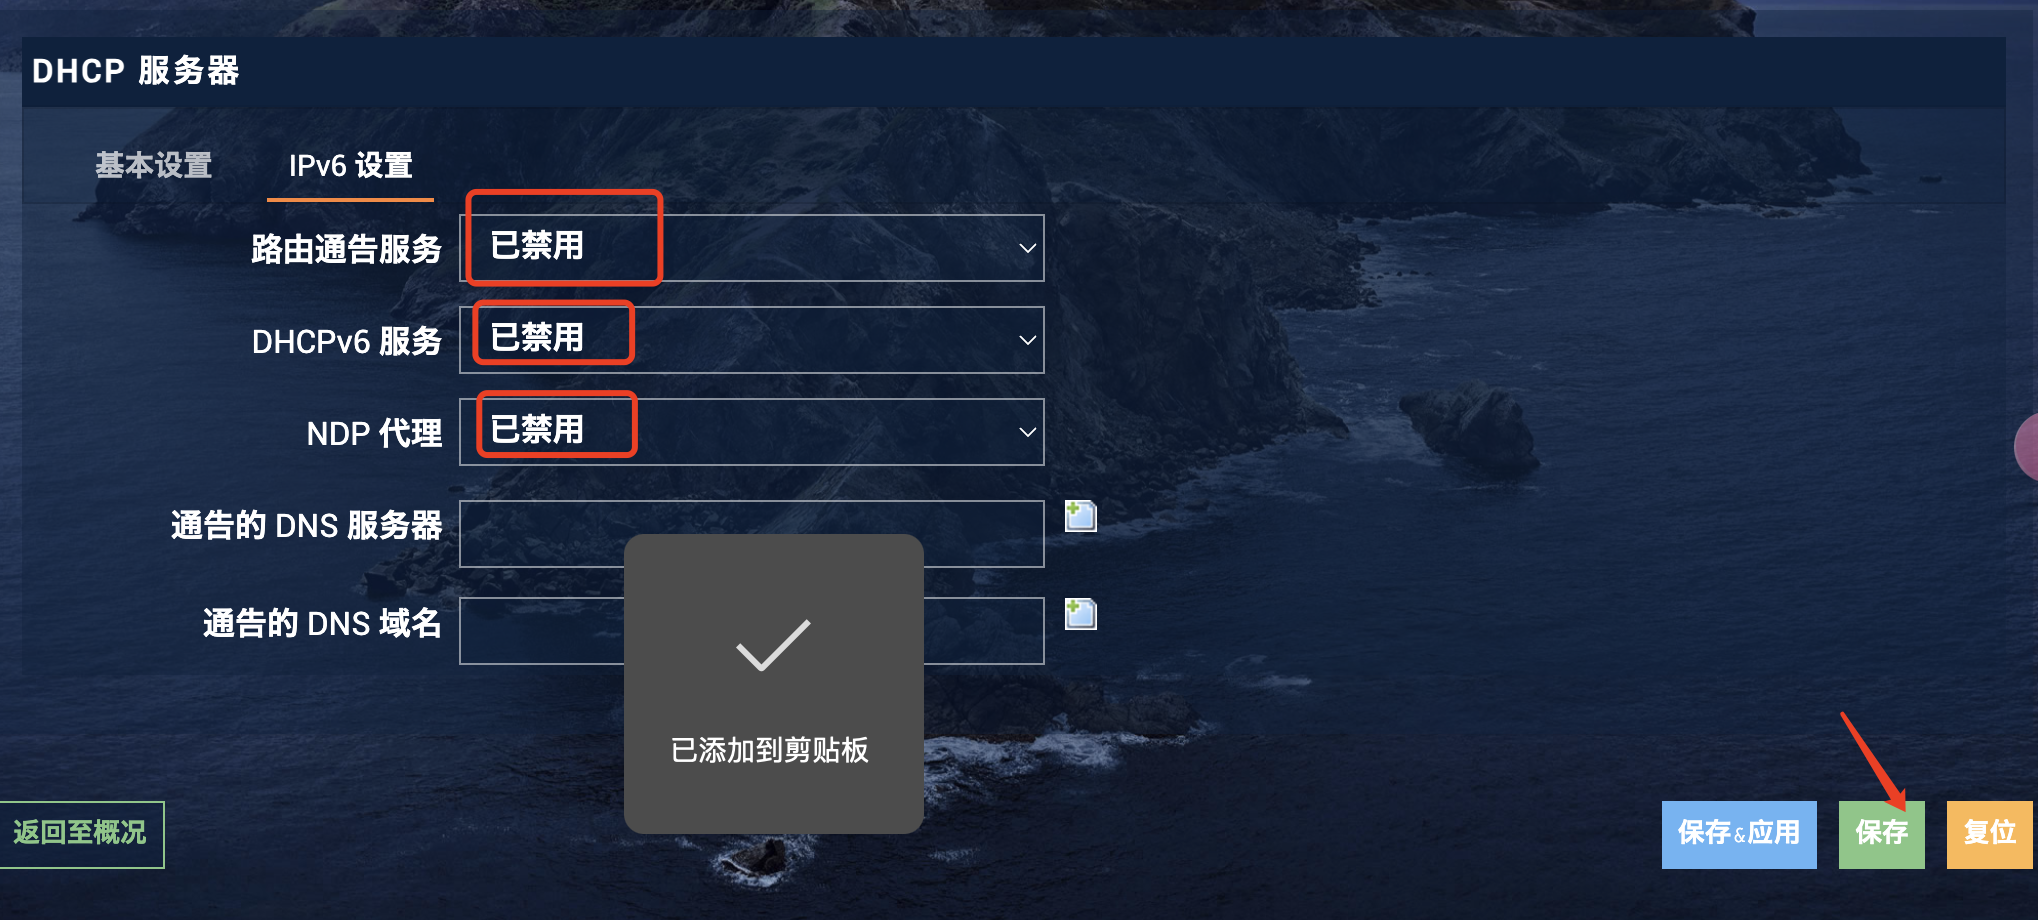 DHCP 服务器
基本设置 IPv6 设置
路由通告服务 已禁用
DHCPv6 服务 已禁用
NDP 代理 已禁用
通告的 DNS 服务器
通告的 DNS 域名
已添加到剪贴板
返回至概况 保存&应用 保存 复位